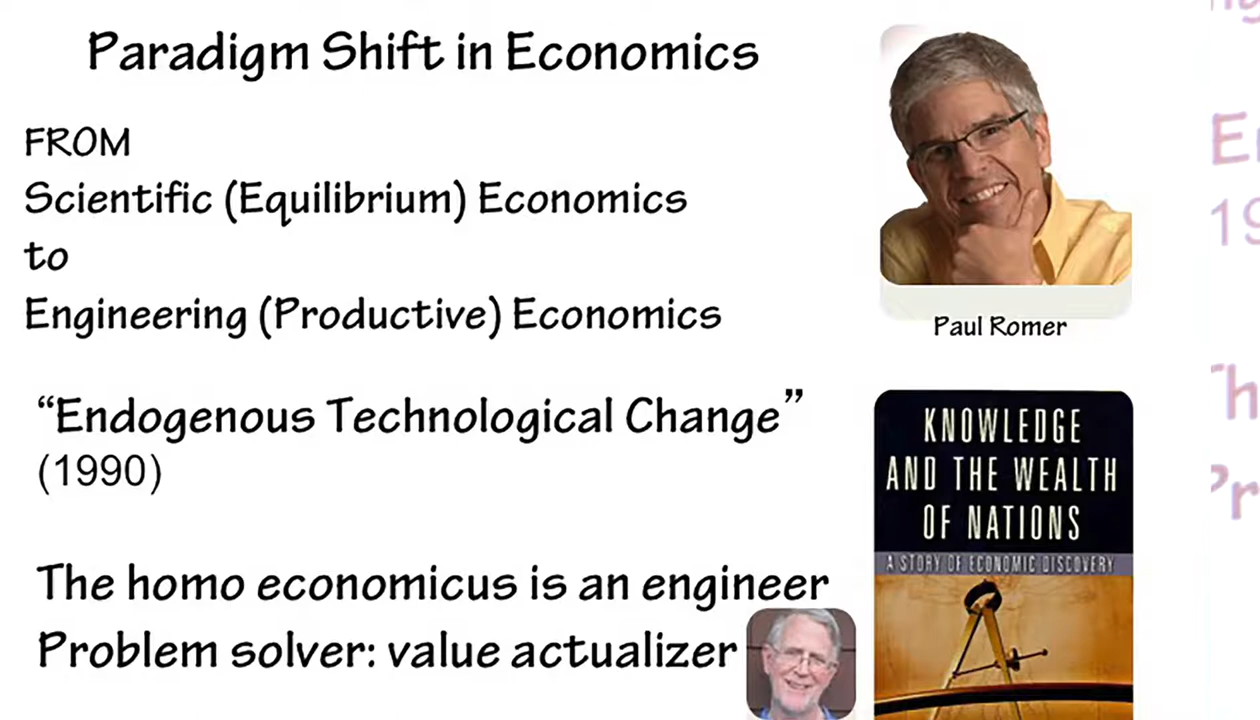 Paradigm Shift in Economics
FROM
Scientific (Equilibrium) Economics
to
Engineering (Productive) Economics
“Endogenous Technological Change”
(1990)
The homo economicus is an engineer
Problem solver: value actualizer
Paul Romer
KNOWLEDGE
AND THE WEALTH
OF NATIONS
A STORY OF ECONOMIC DISCOVERY